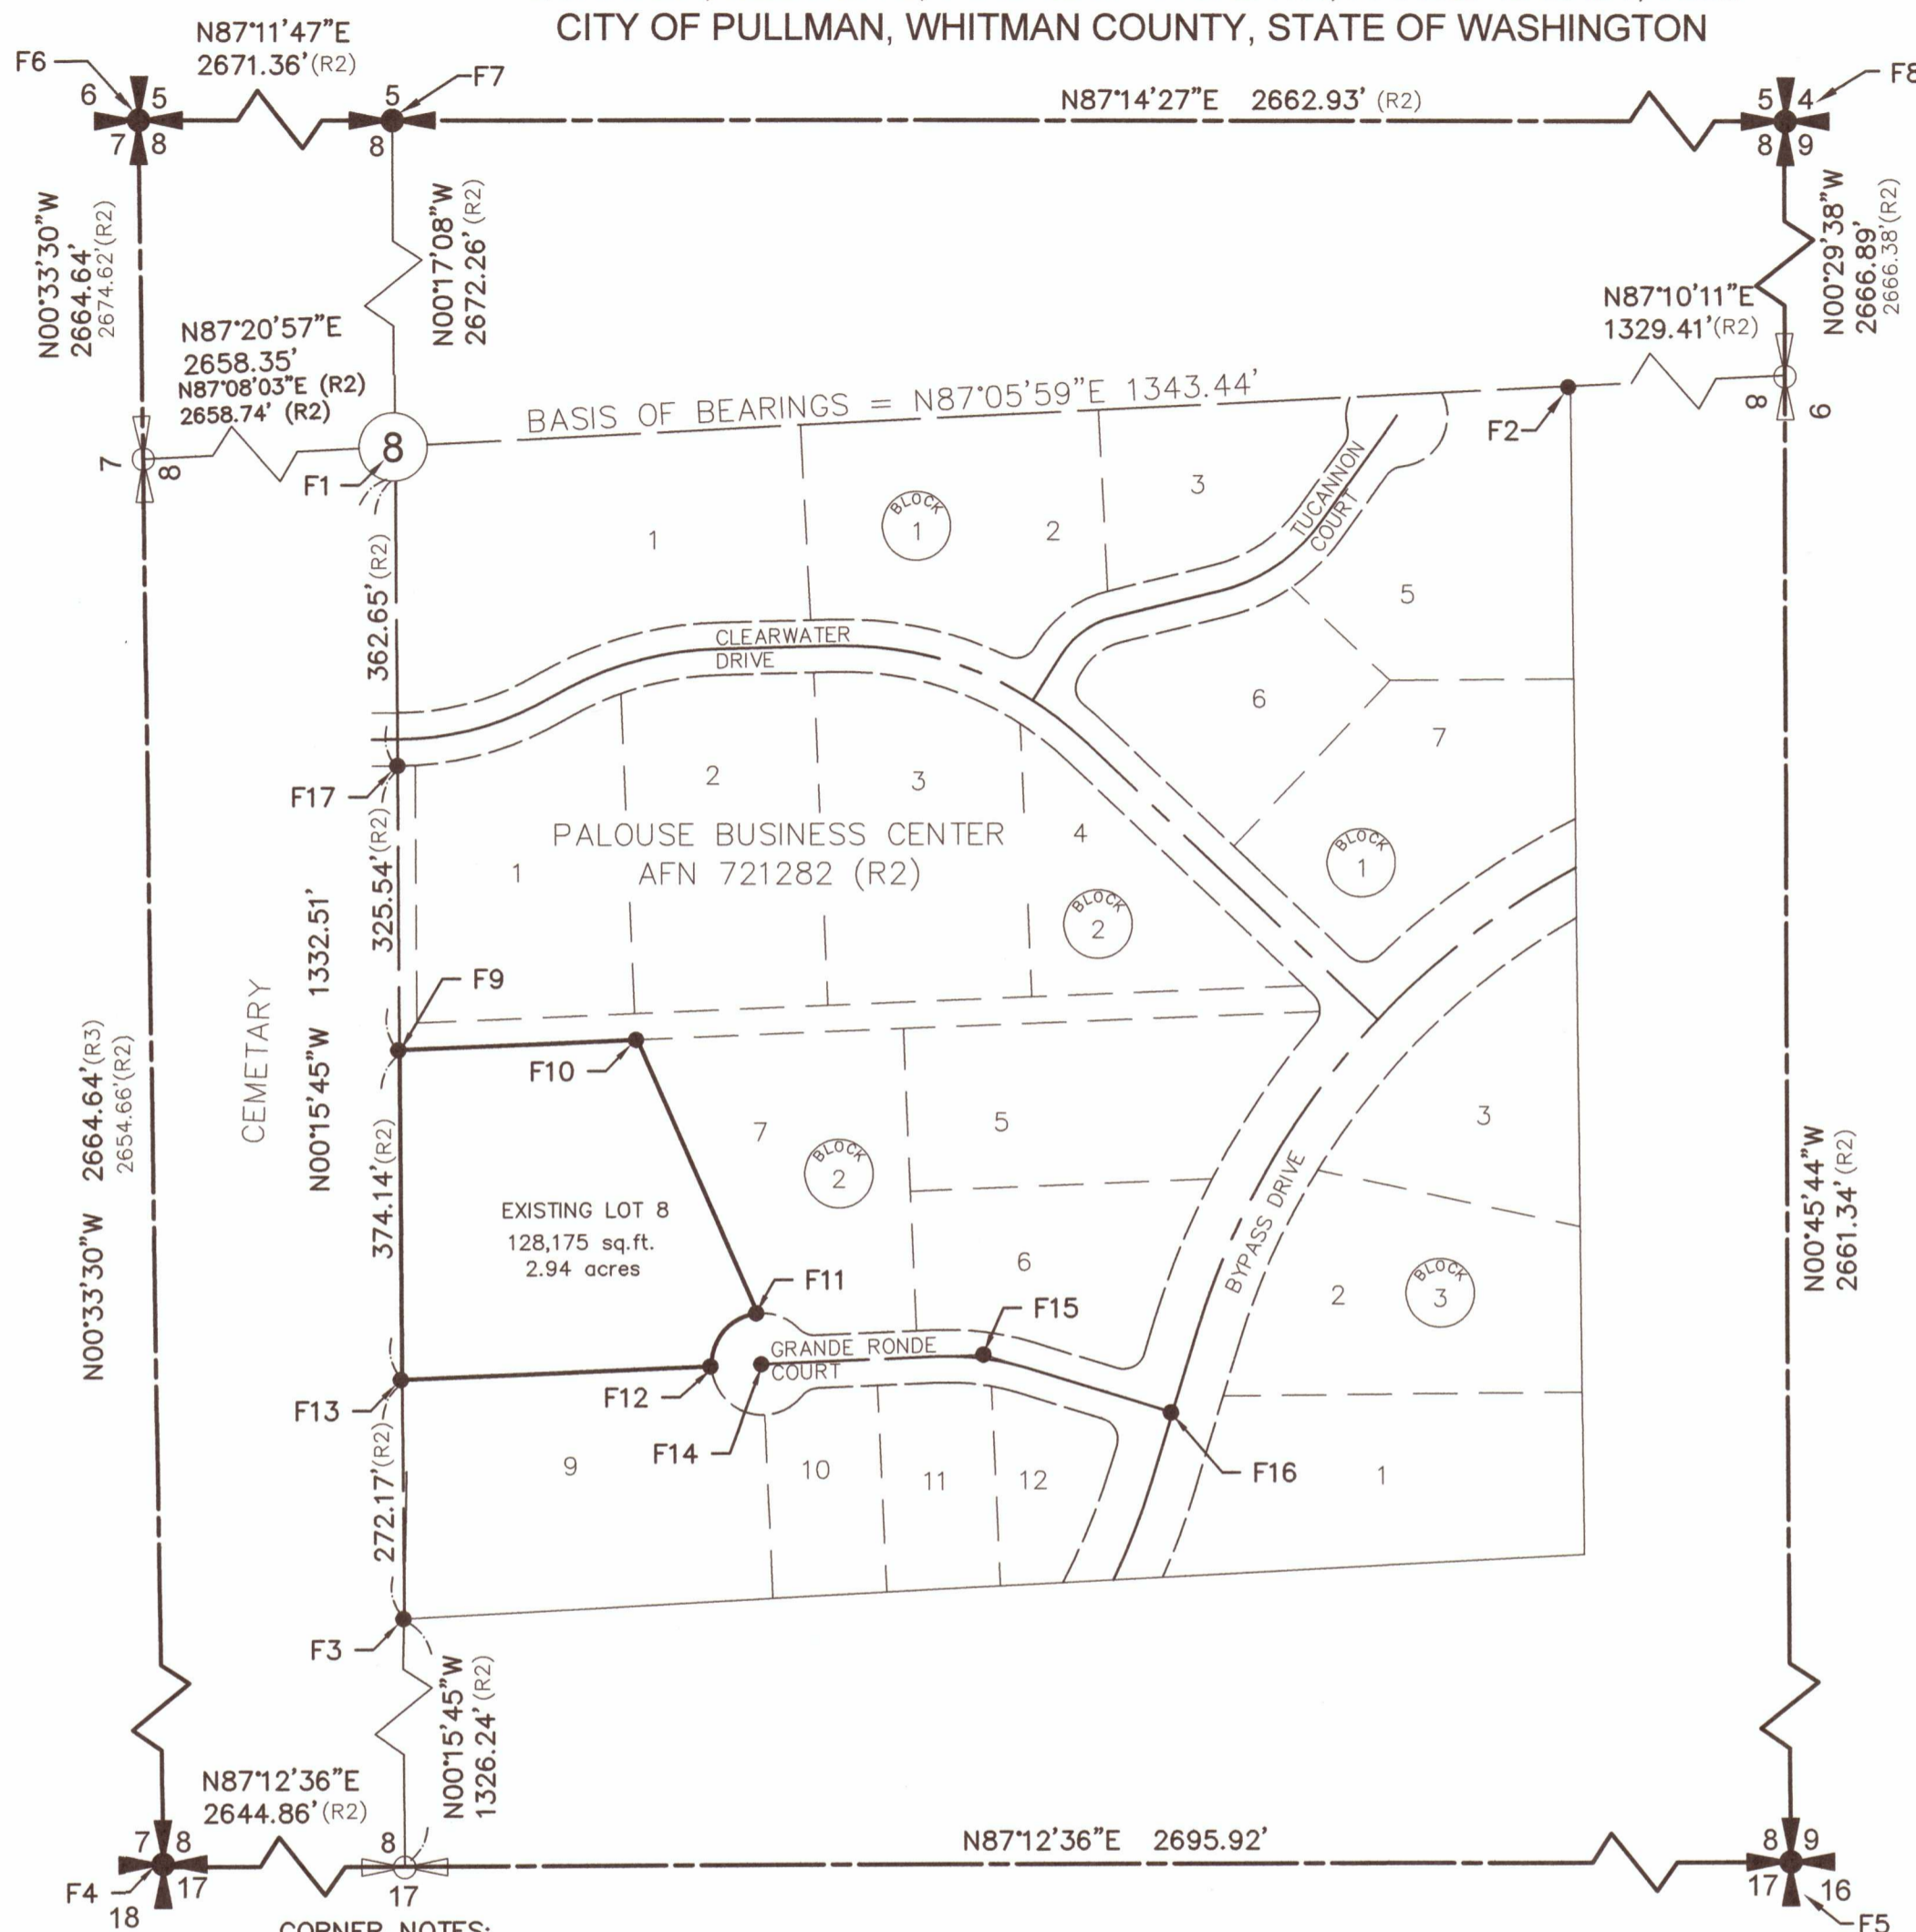 CITY OF PULLMAN, WHITMAN COUNTY, STATE OF WASHINGTON
N87°11'47"E
2671.36' (R2)
F6
F7
6 5
7 8
5
8
N87°14'27"E 2662.93' (R2)
5 4
8 9
F8
N00°33'30"W
2664.64'
2674.62'(R2)
N00°17'08"W
2672.26' (R2)
N00°29'38"W
2666.89'
2666.38'(R2)
N87°20'57"E
2658.35'
N87°08'03"E (R2)
2658.74' (R2)
N87°10'11"E
1329.41'(R2)
BASIS OF BEARINGS = N87°05'59"E 1343.44'
F2
8
6
7
8
8
F1
1
BLOCK
1
2
3
TUCANNON
COURT
5
362.65' (R2)
CLEARWATER
DRIVE
6
7
F17
2
3
325.54'(R2)
PALOUSE BUSINESS CENTER
AFN 721282 (R2)
1
4
BLOCK
1
BLOCK
2
CEMETARY
N00°15'45"W 1332.51'
F9
F10
N00°33'30"W 2664.64'(R3)
2654.66'(R2)
374.14'(R2)
7
BLOCK
2
5
3
EXISTING LOT 8
128,175 sq.ft.
2.94 acres
6
BYPASS DRIVE
2
BLOCK
3
N00°45'44"W
2661.34' (R2)
F11
F15
GRANDE RONDE
COURT
F12
F13
F14
F16
272.17'(R2)
9
10
11
12
1
F3
N00°15'45"W
1326.24' (R2)
N87°12'36"E
2644.86' (R2)
N87°12'36"E 2695.92'
7 8
17
18
F4
8
17
8 9
17 16
F5
CORNER NOTES: